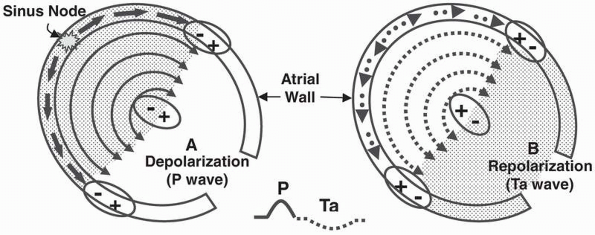 Sinus Node
- +
- +
- +
A
Depolarization
(P wave)
Atrial
Wall
P
Ta
+ -
+ -
+ -
B
Repolarization
(Ta wave)